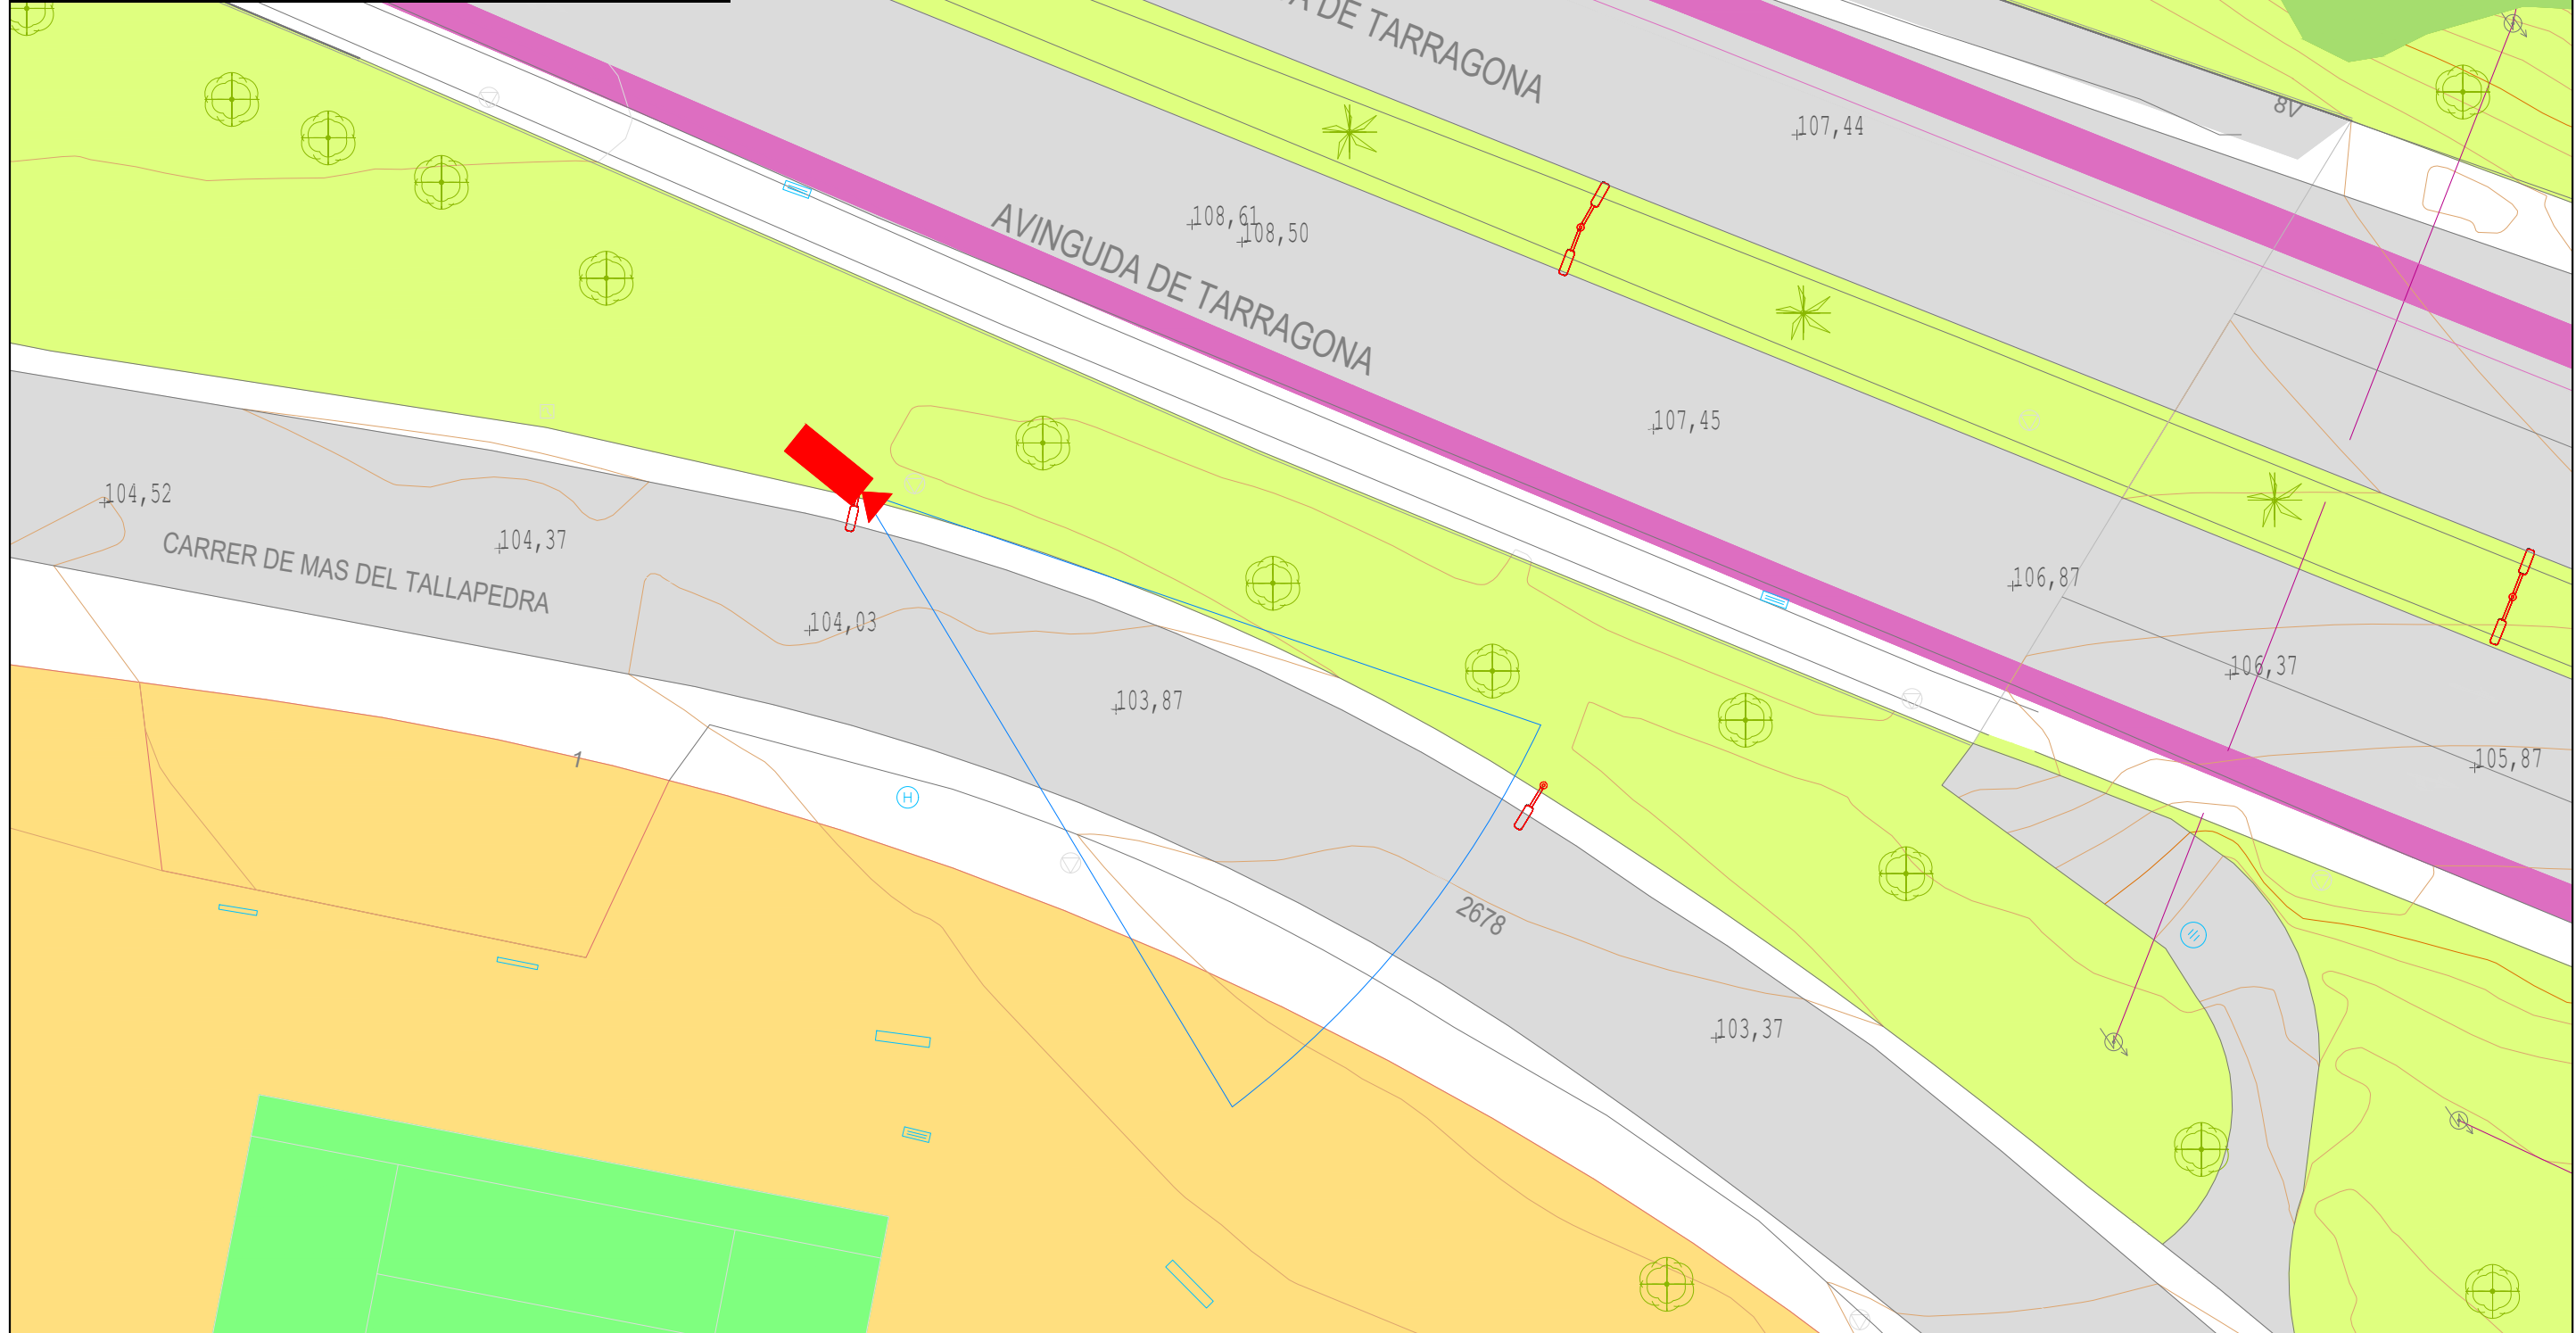 A DE TARRAGONA
8V
107,44
108,61
108,50
AVINGUDA DE TARRAGONA
107,45
104,52
104,37
CARRER DE MAS DEL TALLAPEDRA
106,87
104,03
106,37
103,87
1
105,87
H
2678
103,37